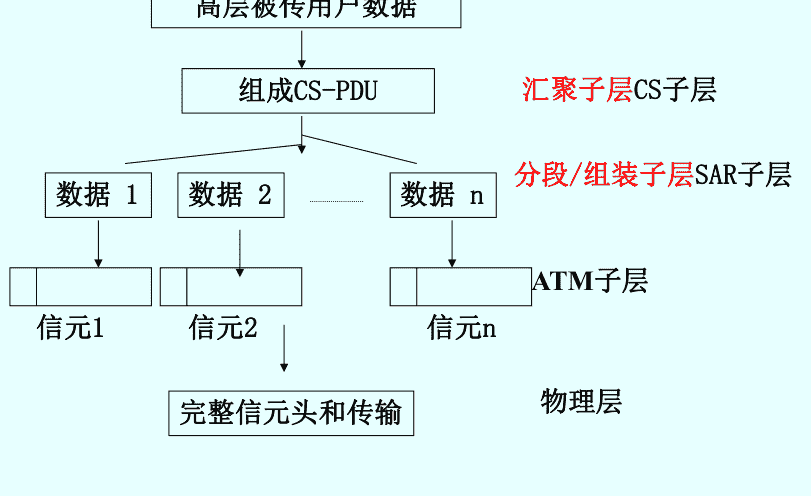 高层被传用户数据
组成CS-PDU
汇聚子层CS子层
分段/组装子层SAR子层
数据 1
数据 2
数据 n
ATM子层
信元1
信元2
信元n
完整信元头和传输
物理层